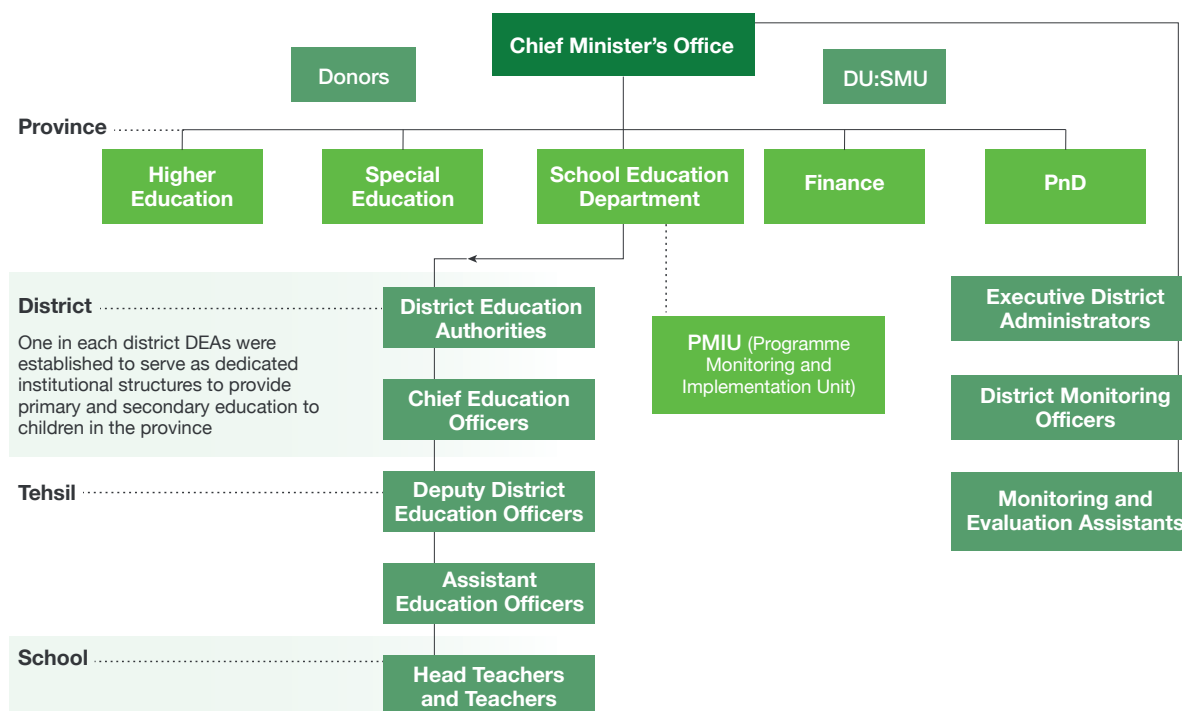 Chief Minister’s Office
Donors
DU:SMU
Province
Higher
Education
Special
Education
School Education
Department
Finance
PnD
District
One in each district DEAs were
established to serve as dedicated
institutional structures to provide
primary and secondary education to
children in the province
District Education
Authorities
Chief Education
Officers
PMIU (Programme
Monitoring and
Implementation Unit)
Executive District
Administrators
District Monitoring
Officers
Tehsil
Deputy District
Education Officers
Monitoring and
Evaluation Assistants
Assistant
Education Officers
School
Head Teachers
and Teachers